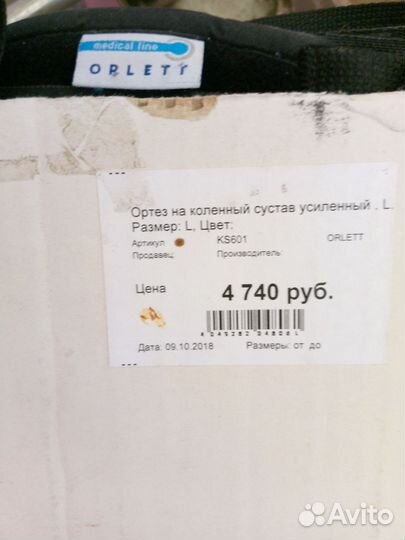 medical line
ORLETT
Ортез на коленный сустав усиленный . L.
Размер: L, Цвет:
Артикул KS601 ORLETT
Продавец: Производитель:
Цена 4 740 руб.
Дата: 09.10.2018 Размеры: от до
Avito